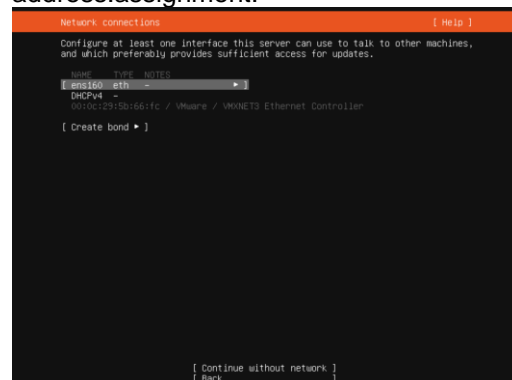 address.assignment.
Network connections [ Help ]
Configure at least one interface this server can use to talk to other machines,
and which preferably provides sufficient access for updates.
NAME TYPE NOTES
[ ens160 eth - ▸ ]
DHCPv4 -
00:0c:29:5b:66:fc / VMware / VMXNET3 Ethernet Controller
[ Create bond ▸ ]
[ Continue without network ]
[ Back ]